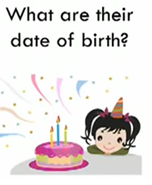 What are their
date of birth?